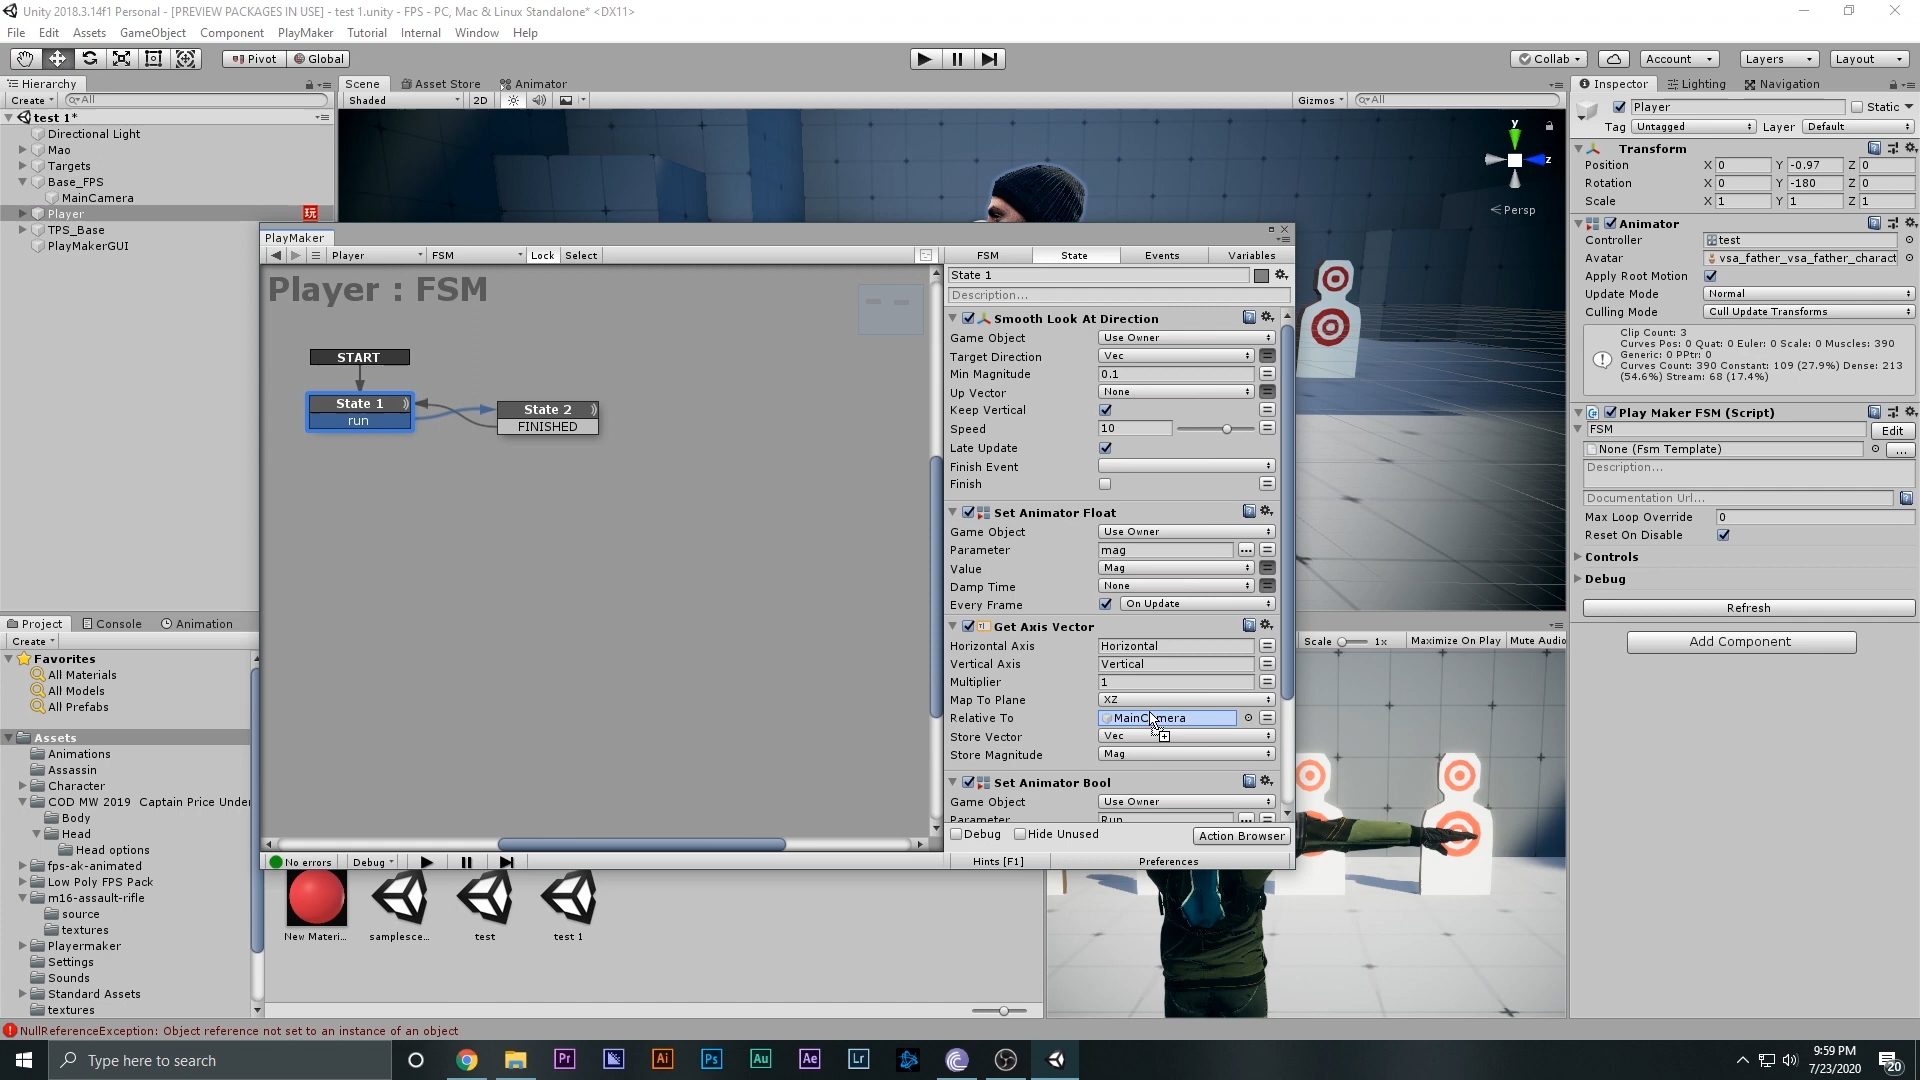 Unity 2018.3.14f1 Personal - [PREVIEW PACKAGES IN USE] - test 1.unity - FPS - PC, Mac & Linux Standalone* <DX11>
File Edit Assets GameObject Component PlayMaker Tutorial Internal Window Help
Pivot Global Collab Account Layers Layout
Hierarchy
Create All
test 1*
Directional Light
Mao
Targets
Base_FPS
MainCamera
Player 玩
TPS_Base
PlayMakerGUI
Scene Asset Store Animator
Shaded 2D Gizmos All
y
z
Persp
PlayMaker
Player FSM Lock Select
Player : FSM
START
State 1
run
State 2
FINISHED
No errors Debug
FSM State Events Variables
State 1
Description...
Smooth Look At Direction
Game Object Use Owner
Target Direction Vec
Min Magnitude 0.1
Up Vector None
Keep Vertical
Speed 10
Late Update
Finish Event
Finish
Set Animator Float
Game Object Use Owner
Parameter mag ...
Value Mag
Damp Time None
Every Frame On Update
Get Axis Vector
Horizontal Axis Horizontal
Vertical Axis Vertical
Multiplier 1
Map To Plane XZ
Relative To MainCamera
Store Vector Vec
Store Magnitude Mag
Set Animator Bool
Game Object Use Owner
Parameter Run ...
Debug Hide Unused Action Browser
Hints [F1] Preferences
Inspector Lighting Navigation
Player Static
Tag Untagged Layer Default
Transform
Position X 0 Y -0.97 Z 0
Rotation X 0 Y -180 Z 0
Scale X 1 Y 1 Z 1
Animator
Controller test
Avatar vsa_father_vsa_father_charact
Apply Root Motion
Update Mode Normal
Culling Mode Cull Update Transforms
Clip Count: 3
Curves Pos: 0 Quat: 0 Euler: 0 Scale: 0 Muscles: 390
Generic: 0 PPtr: 0
Curves Count: 390 Constant: 109 (27.9%) Dense: 213
(54.6%) Stream: 68 (17.4%)
Play Maker FSM (Script)
FSM Edit
None (Fsm Template) ...
Description...
Documentation Url...
Max Loop Override 0
Reset On Disable
Controls
Debug
Refresh
Add Component
Scale 1x Maximize On Play Mute Audio
Project Console Animation
Create
Favorites
All Materials
All Models
All Prefabs
Assets
Animations
Assassin
Character
COD MW 2019 Captain Price Under
Body
Head
Head options
fps-ak-animated
Low Poly FPS Pack
m16-assault-rifle
source
textures
Playermaker
Settings
Sounds
Standard Assets
textures
New Materi... samplesce... test test 1
NullReferenceException: Object reference not set to an instance of an object
Type here to search
Pr Ai Ps Au Ae Lr
9:59 PM
7/23/2020
20